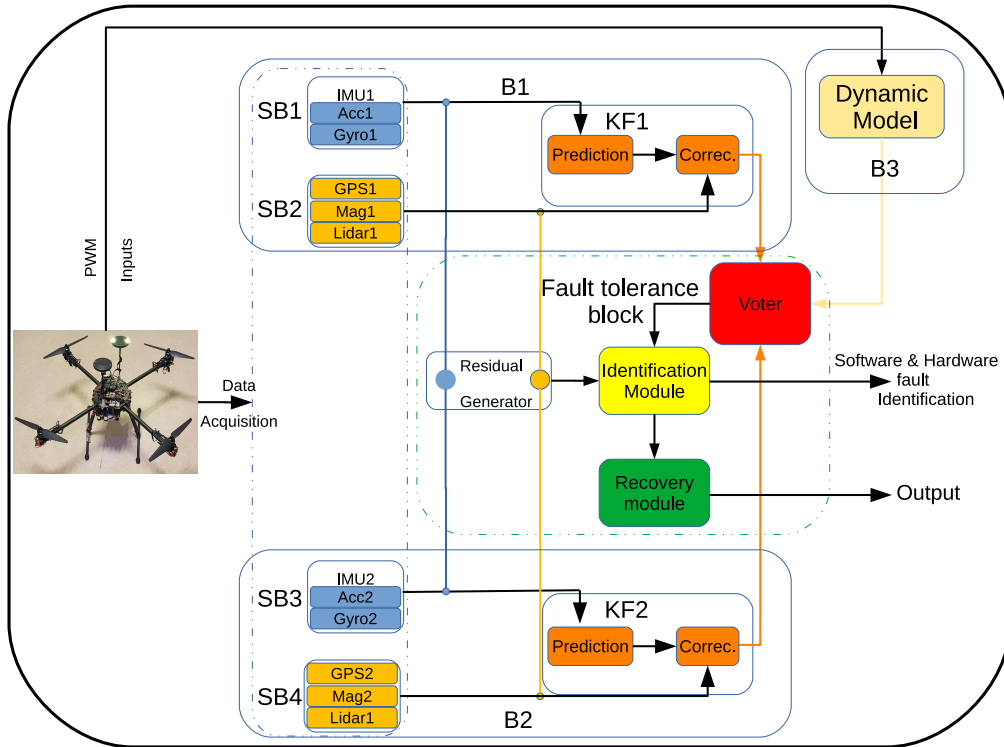 B1
SB1
IMU1
Acc1
Gyro1
KF1
Prediction
Correc.
SB2
GPS1
Mag1
Lidar1
Dynamic
Model
B3
PWM
Inputs
Fault tolerance
block
Voter
Residual
Generator
Identification
Module
Software & Hardware
fault
Identification
Data
Acquisition
Recovery
module
Output
SB3
IMU2
Acc2
Gyro2
KF2
Prediction
Correc.
SB4
GPS2
Mag2
Lidar1
B2